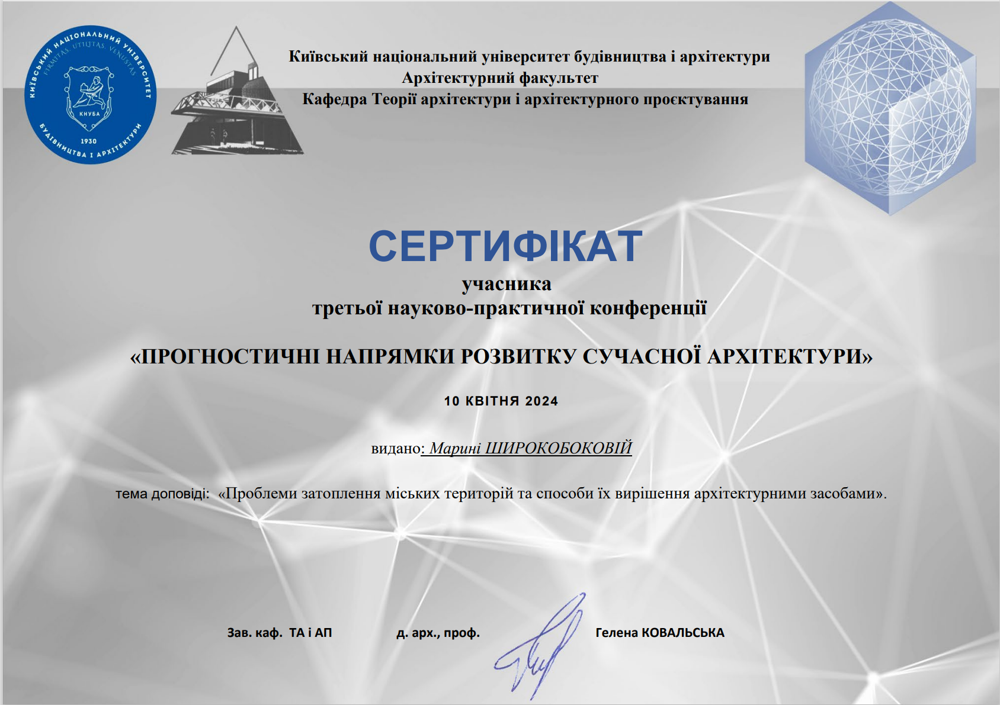 КИЇВСЬКИЙ НАЦІОНАЛЬНИЙ УНІВЕРСИТЕТ
FIRMITAS. UTILITAS. VENUSTAS
КНУБА
1930
БУДІВНИЦТВА І АРХІТЕКТУРИ
Київський національний університет будівництва і архітектури
Архітектурний факультет
Кафедра Теорії архітектури і архітектурного проєктування
СЕРТИФІКАТ
учасника
третьої науково-практичної конференції
«ПРОГНОСТИЧНІ НАПРЯМКИ РОЗВИТКУ СУЧАСНОЇ АРХІТЕКТУРИ»
10 КВІТНЯ 2024
видано: Марині ШИРОКОБОКОВІЙ
тема доповіді: «Проблеми затоплення міських територій та способи їх вирішення архітектурними засобами».
Зав. каф. ТА і АП д. арх., проф. Гелена КОВАЛЬСЬКА